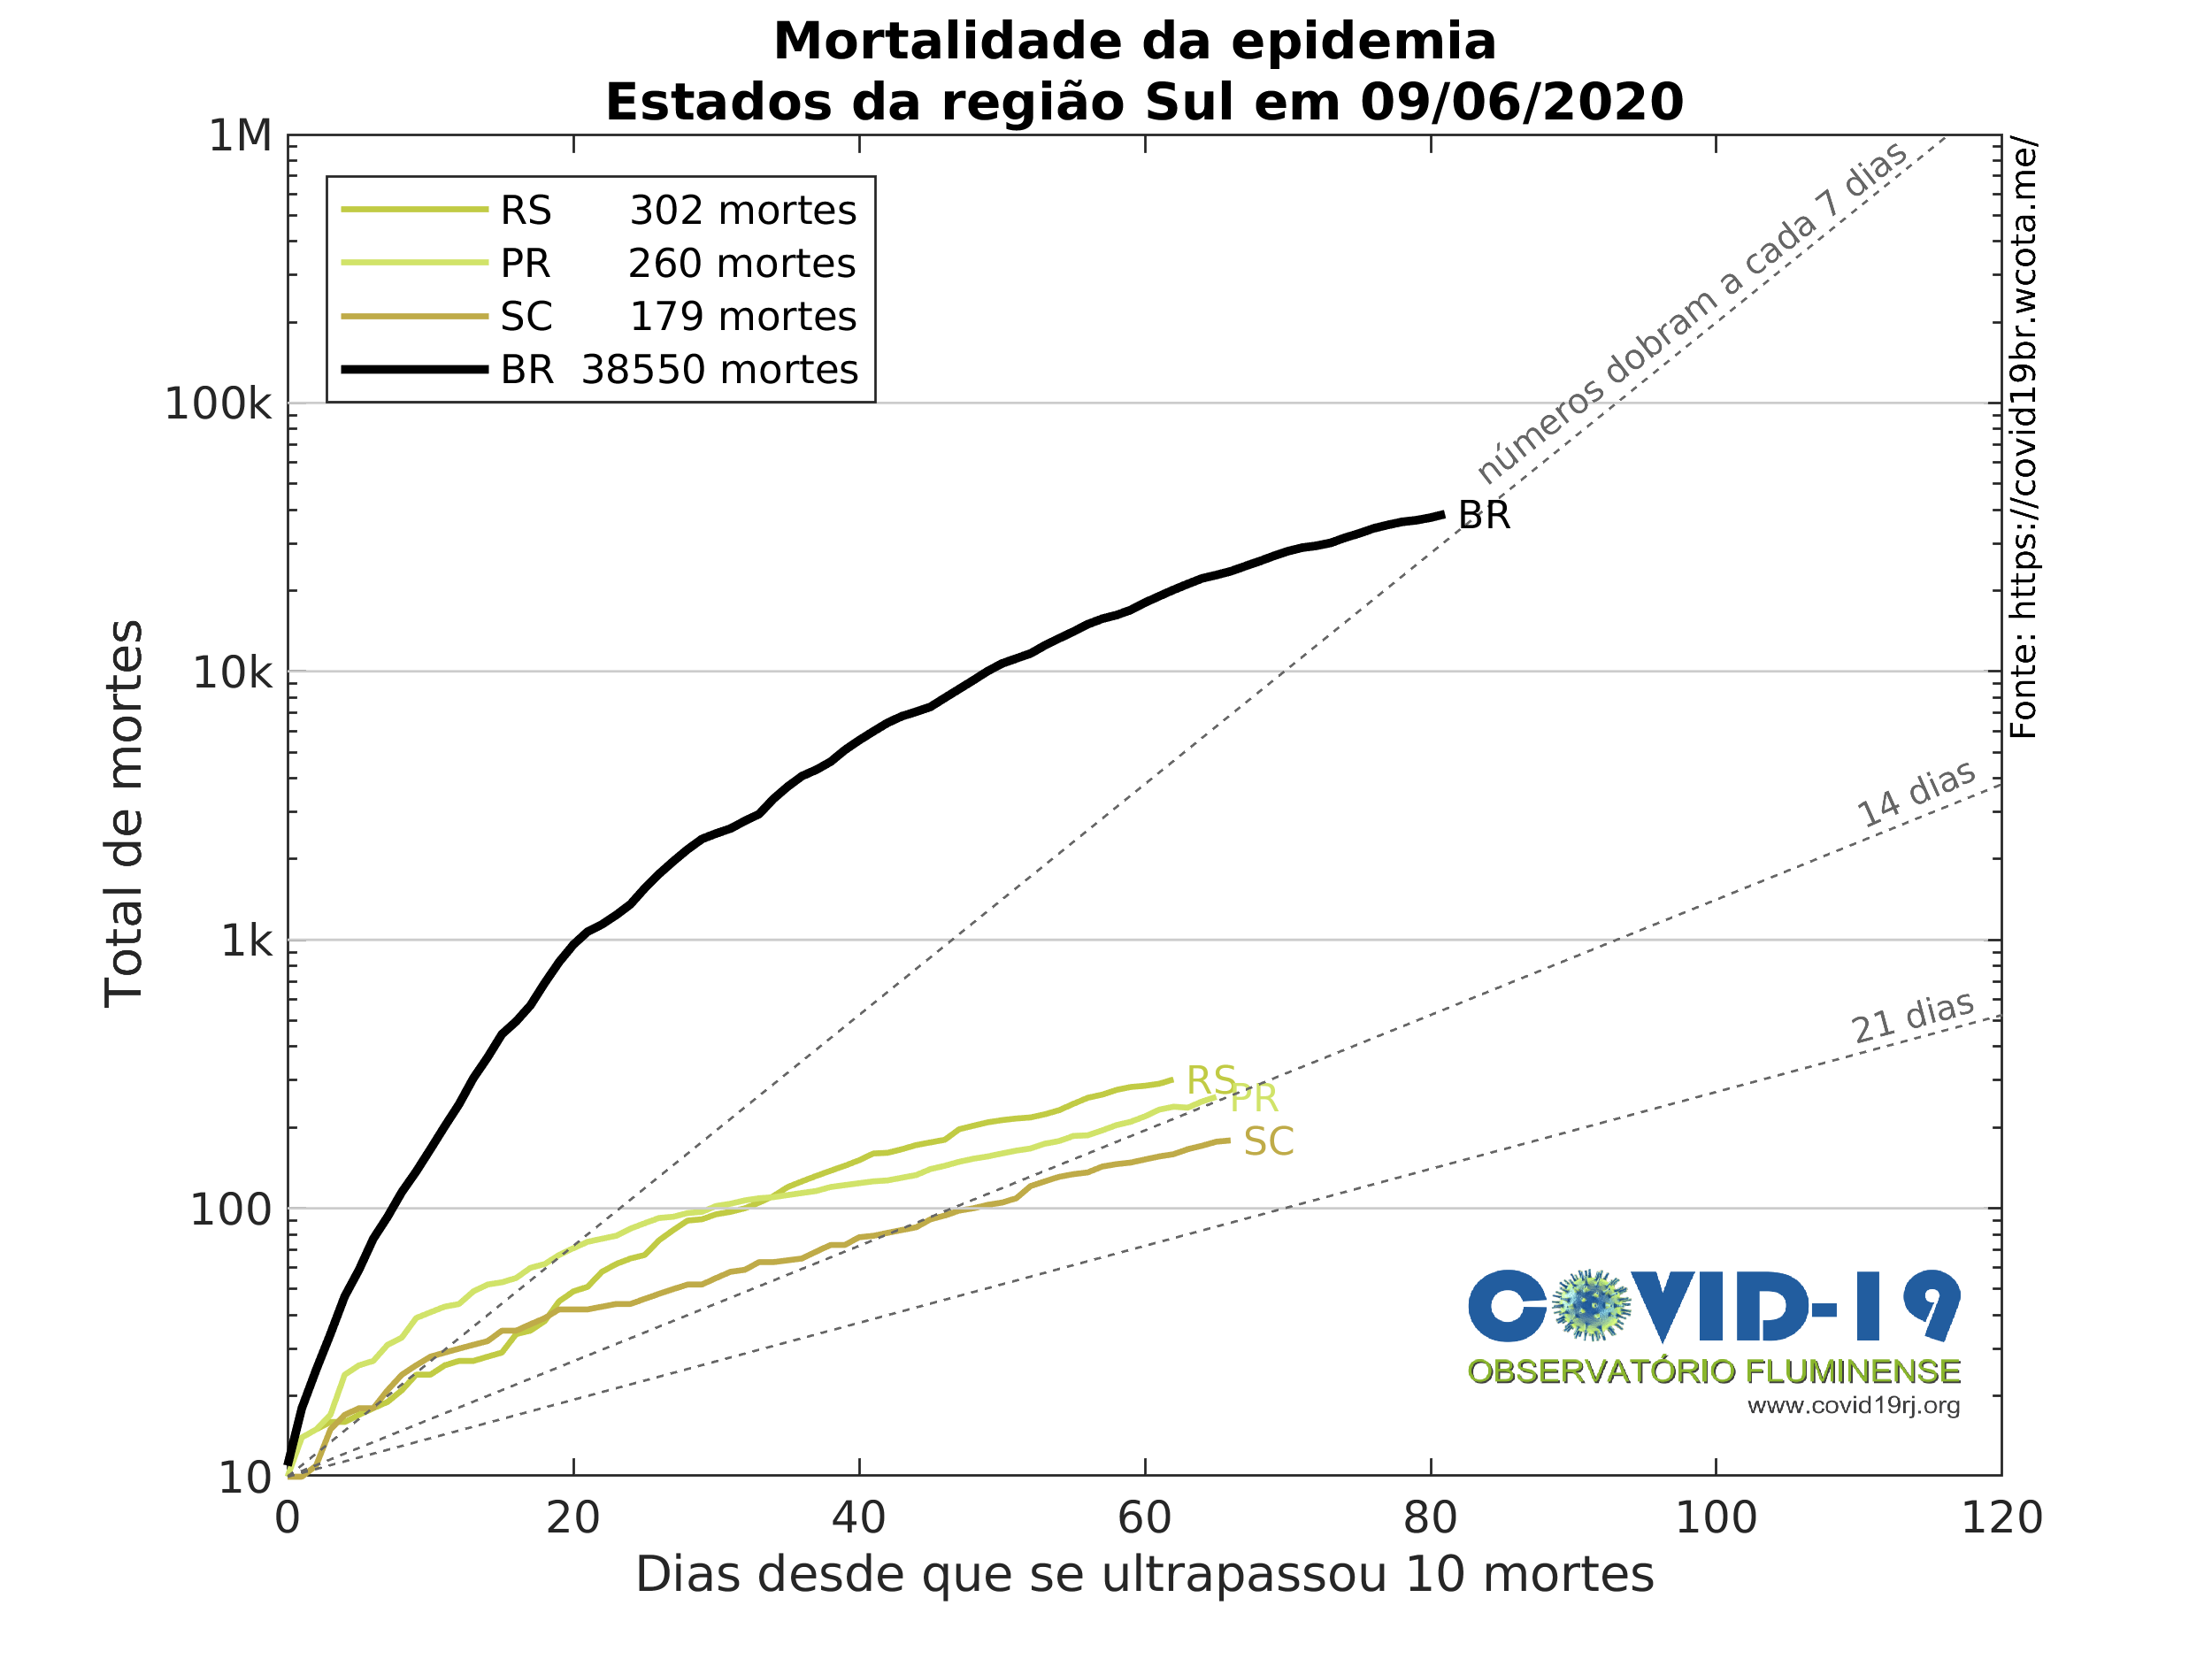 Mortalidade da epidemia
Estados da região Sul em 09/06/2020
RS 302 mortes
PR 260 mortes
SC 179 mortes
BR 38550 mortes
1M
100k
10k
1k
100
10
Total de mortes
0 20 40 60 80 100 120
Dias desde que se ultrapassou 10 mortes
números dobram a cada 7 dias
14 dias
21 dias
BR
RS
PR
SC
Fonte: https://covid19br.wcota.me/
COVID-19
OBSERVATÓRIO FLUMINENSE
www.covid19rj.org